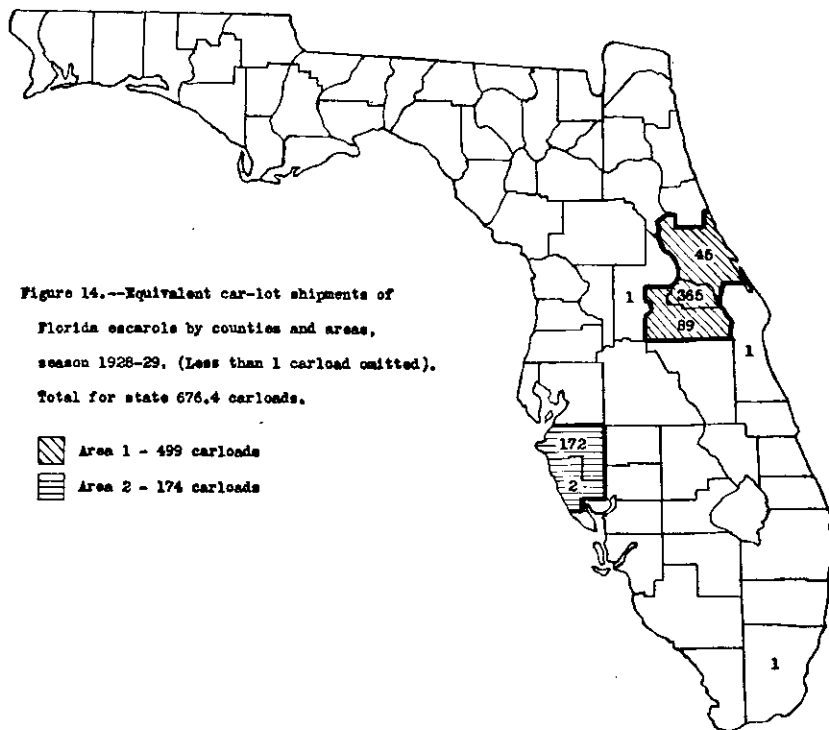 45
365
1
89
1
Figure 14.--Equivalent car-lot shipments of
Florida escarole by counties and areas,
season 1928-29. (Less than 1 carload omitted).
Total for state 676.4 carloads.
Area 1 - 499 carloads
Area 2 - 174 carloads
172
2
1